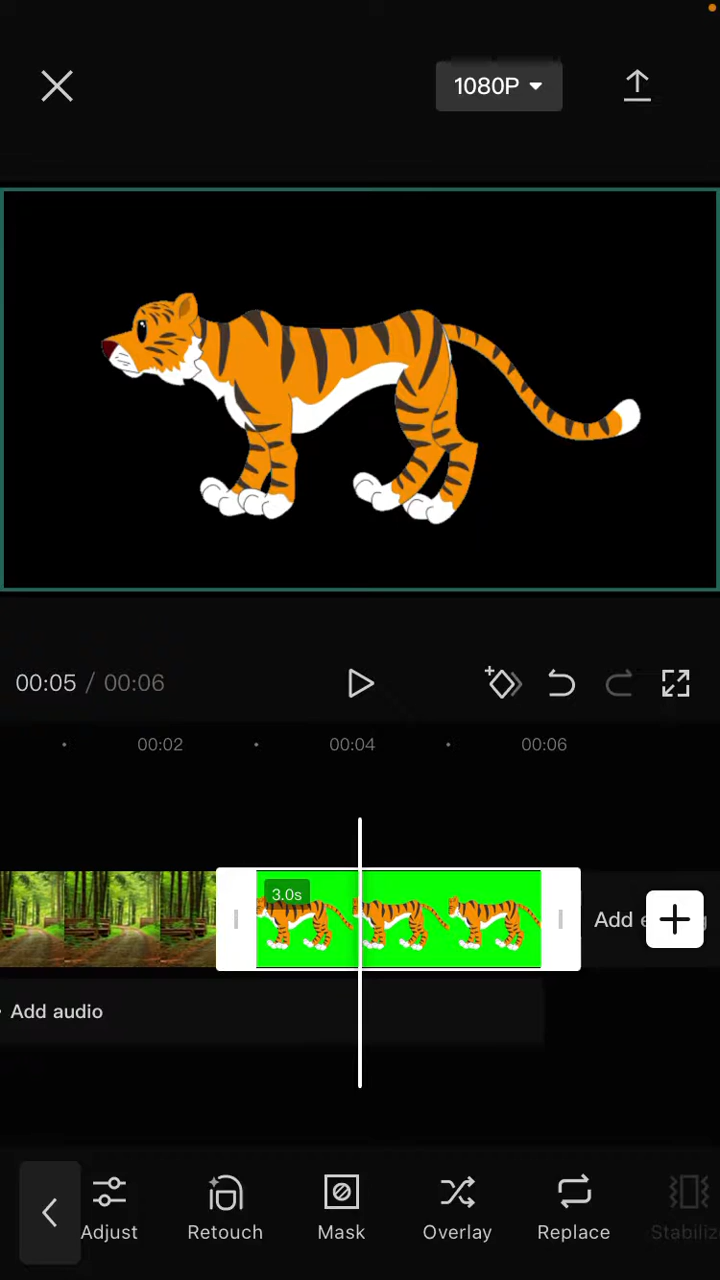 1080P
00:05 / 00:06
00:02 00:04 00:06
3.0s
Add
Add audio
Adjust Retouch Mask Overlay Replace Stabiliz